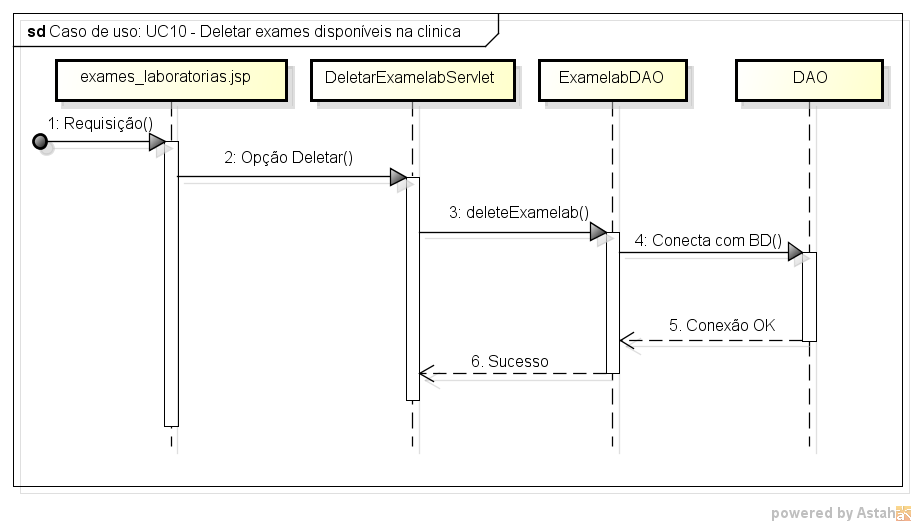 sd Caso de uso: UC10 - Deletar exames disponíveis na clinica
exames_laboratorias.jsp
DeletarExamelabServlet
ExamelabDAO
DAO
1: Requisição()
2: Opção Deletar()
3: deleteExamelab()
4: Conecta com BD()
5. Conexão OK
6. Sucesso
powered by Astah